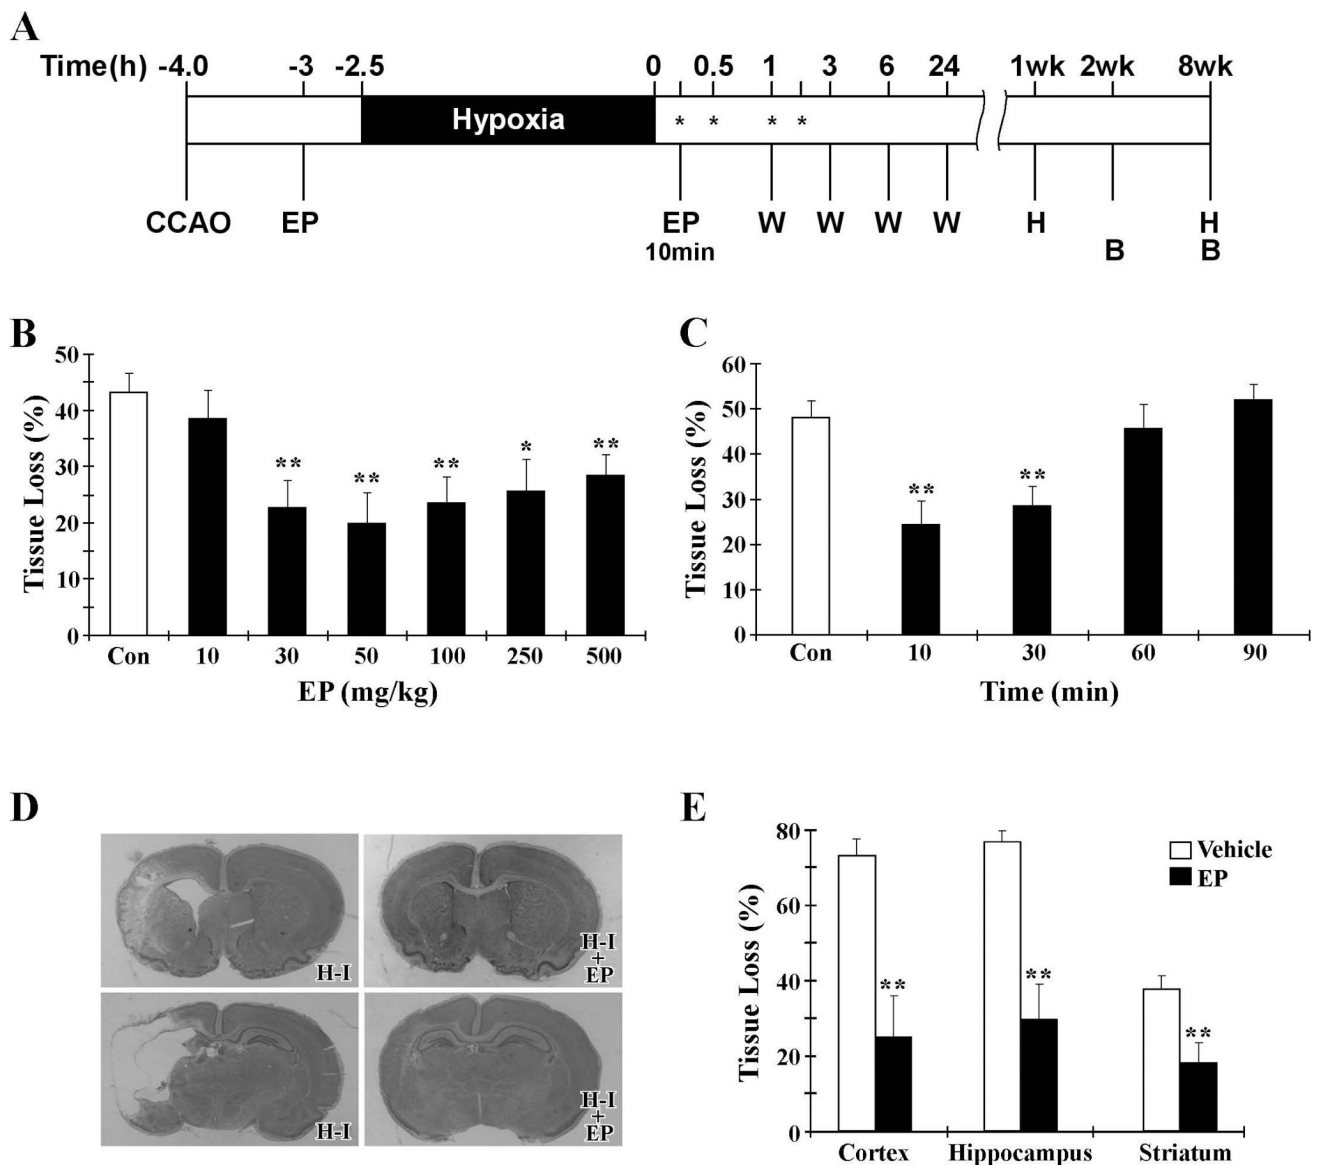 A
Time(h) -4.0 -3 -2.5 0 0.5 1 3 6 24 1wk 2wk 8wk
Hypoxia * * * *
CCAO EP EP W W W W H H
10min B B
B
50
40
30
20
10
0
Tissue Loss (%)
** ** ** * **
Con 10 30 50 100 250 500
EP (mg/kg)
C
60
50
40
30
20
10
0
Tissue Loss (%)
** **
Con 10 30 60 90
Time (min)
D
H-I
H-I
+
EP
H-I
H-I
+
EP
E
80
60
40
20
0
Tissue Loss (%)
Vehicle
EP
** ** **
Cortex Hippocampus Striatum